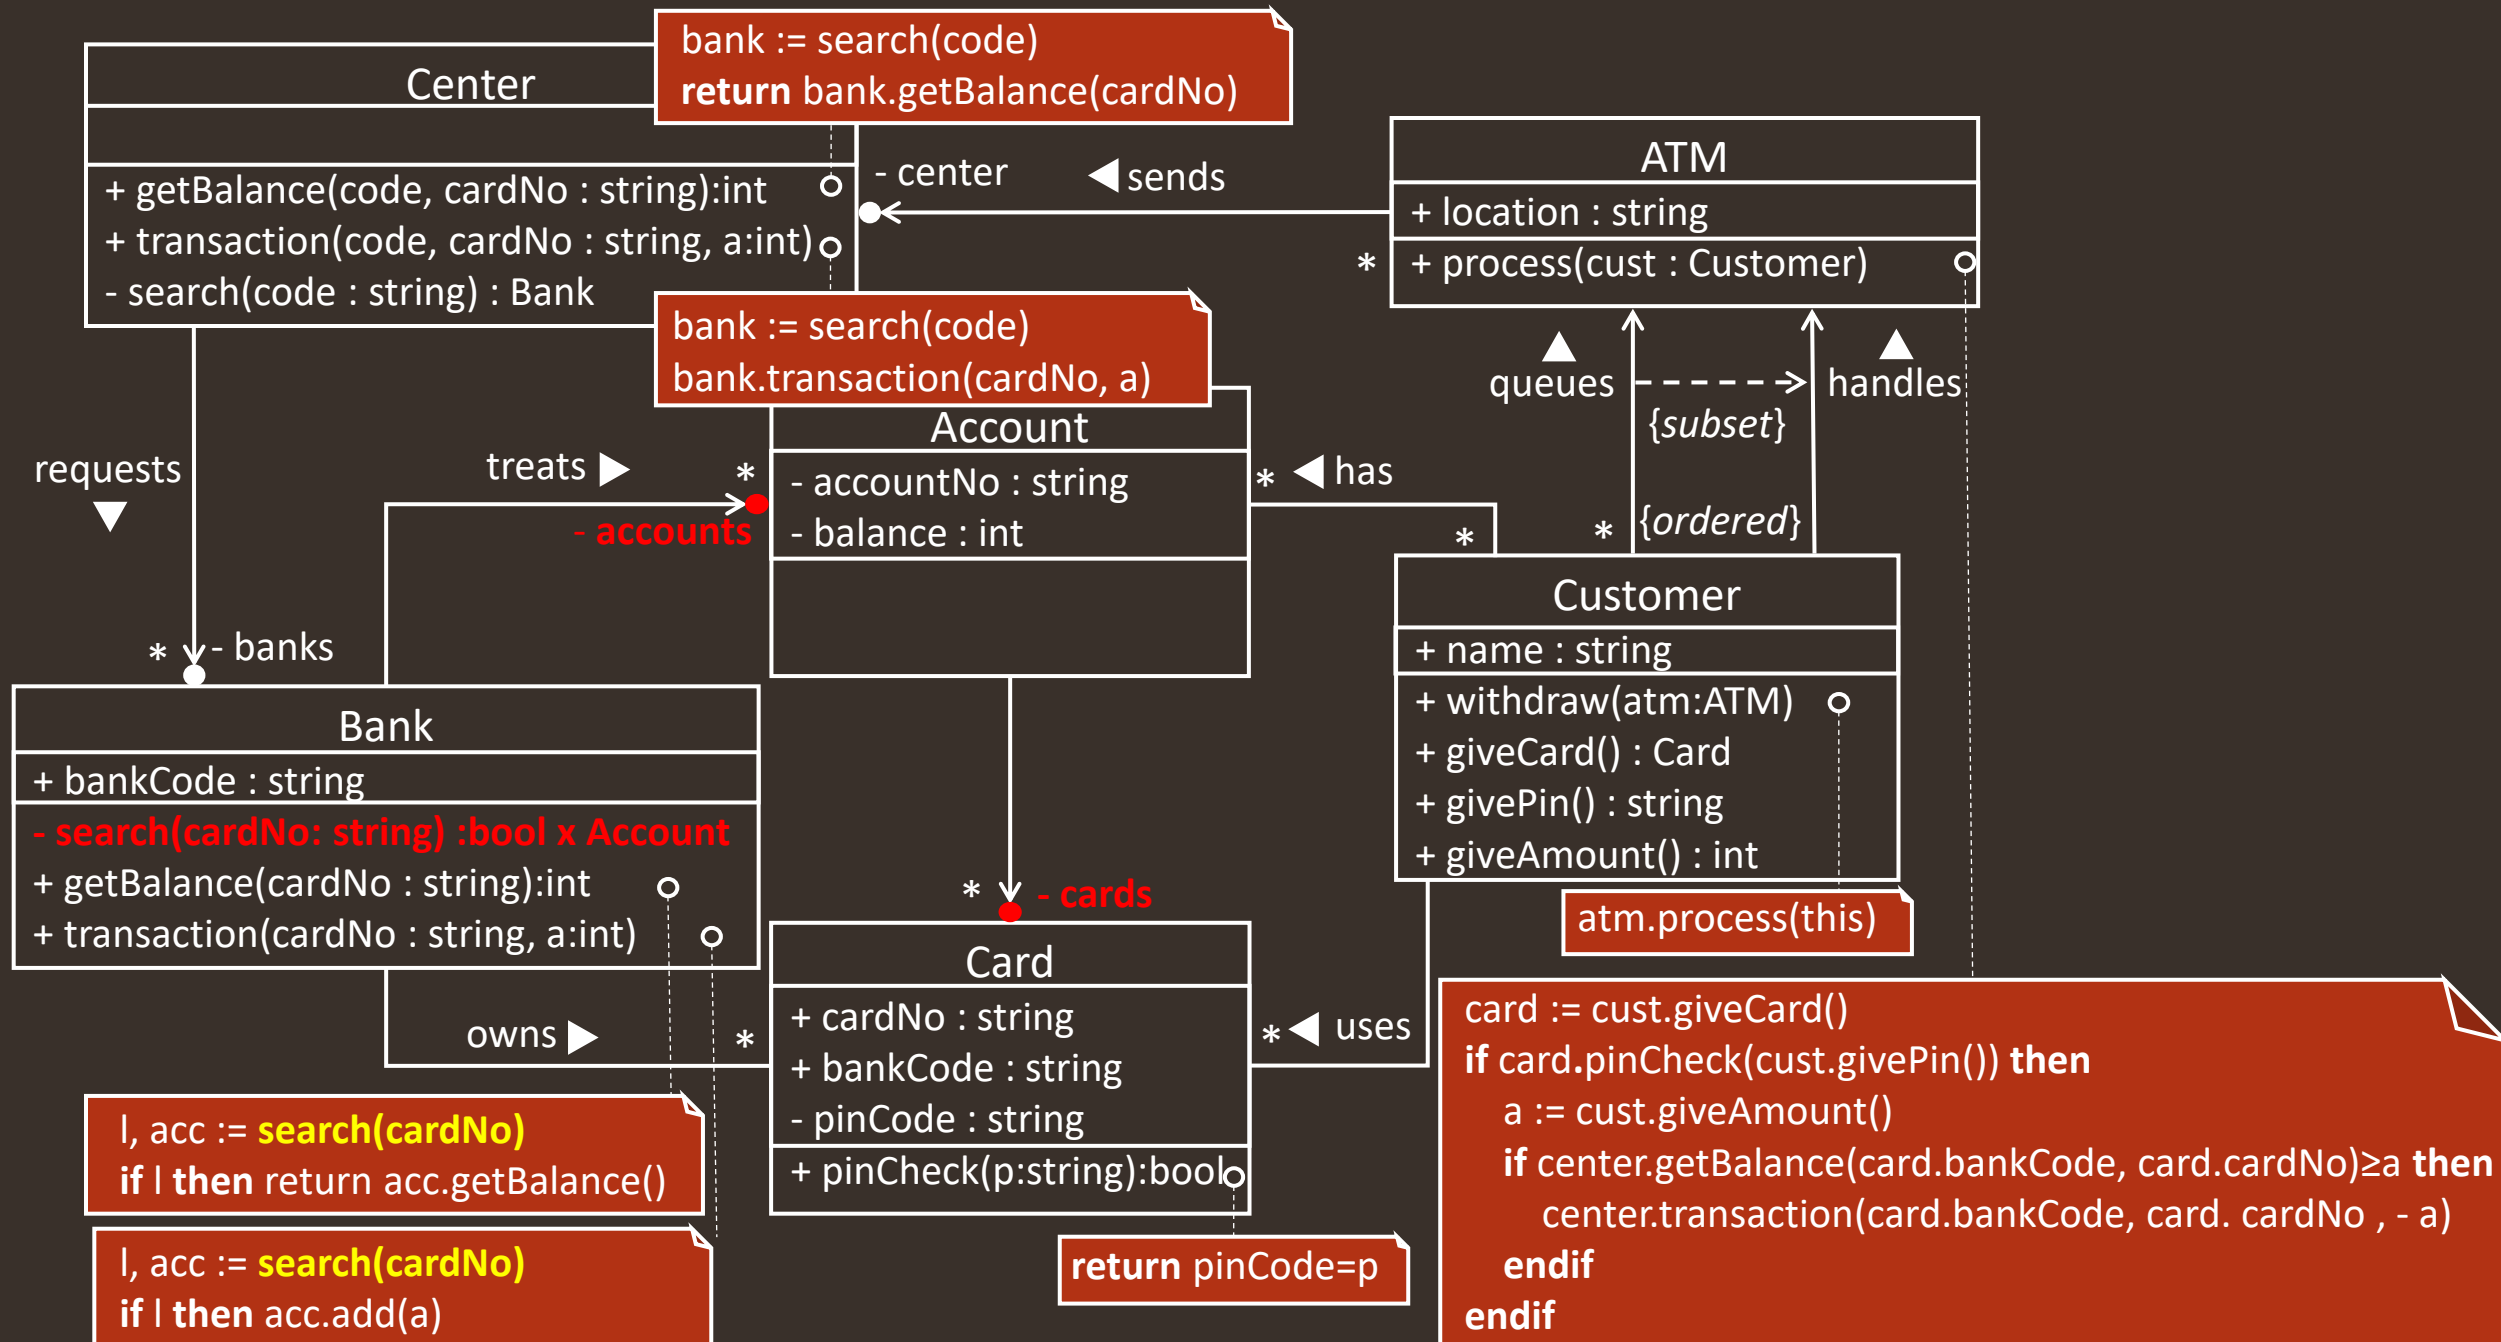 bank := search(code)
return bank.getBalance(cardNo)
Center
+ getBalance(code, cardNo : string):int
+ transaction(code, cardNo : string, a:int)
- search(code : string) : Bank
- center
sends
ATM
+ location : string
+ process(cust : Customer)
*
bank := search(code)
bank.transaction(cardNo, a)
queues
handles
{subset}
{ordered}
*
requests
treats
*
- accounts
Account
- accountNo : string
- balance : int
*
has
*
* - banks
Customer
+ name : string
+ withdraw(atm:ATM)
+ giveCard() : Card
+ givePin() : string
+ giveAmount() : int
Bank
+ bankCode : string
- search(cardNo: string) :bool x Account
+ getBalance(cardNo : string):int
+ transaction(cardNo : string, a:int)
* - cards
atm.process(this)
Card
+ cardNo : string
+ bankCode : string
- pinCode : string
+ pinCheck(p:string):bool
owns
*
*
uses
card := cust.giveCard()
if card.pinCheck(cust.givePin()) then
a := cust.giveAmount()
if center.getBalance(card.bankCode, card.cardNo)≥a then
center.transaction(card.bankCode, card. cardNo , - a)
endif
endif
l, acc := search(cardNo)
if l then return acc.getBalance()
l, acc := search(cardNo)
if l then acc.add(a)
return pinCode=p